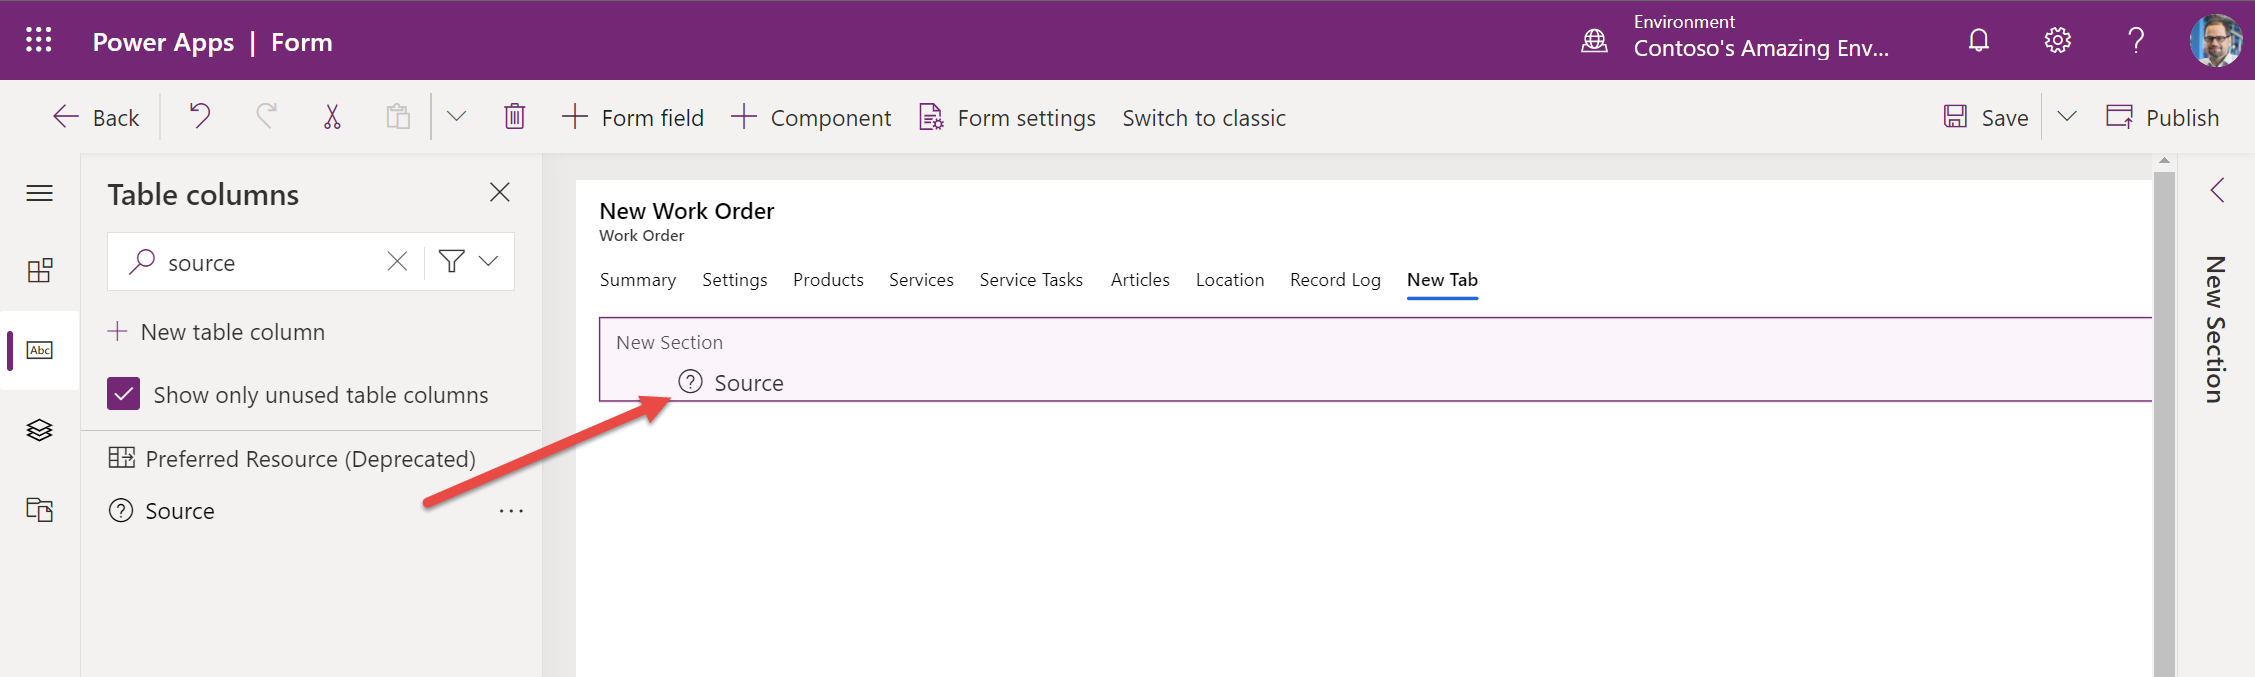 Power Apps | Form
Environment
Contoso's Amazing Env...
Back
Form field
Component
Form settings
Switch to classic
Save
Publish
Table columns
source
New table column
Show only unused table columns
Preferred Resource (Deprecated)
Source
...
Abc
New Work Order
Work Order
Summary Settings Products Services Service Tasks Articles Location Record Log New Tab
New Section
Source
New Section